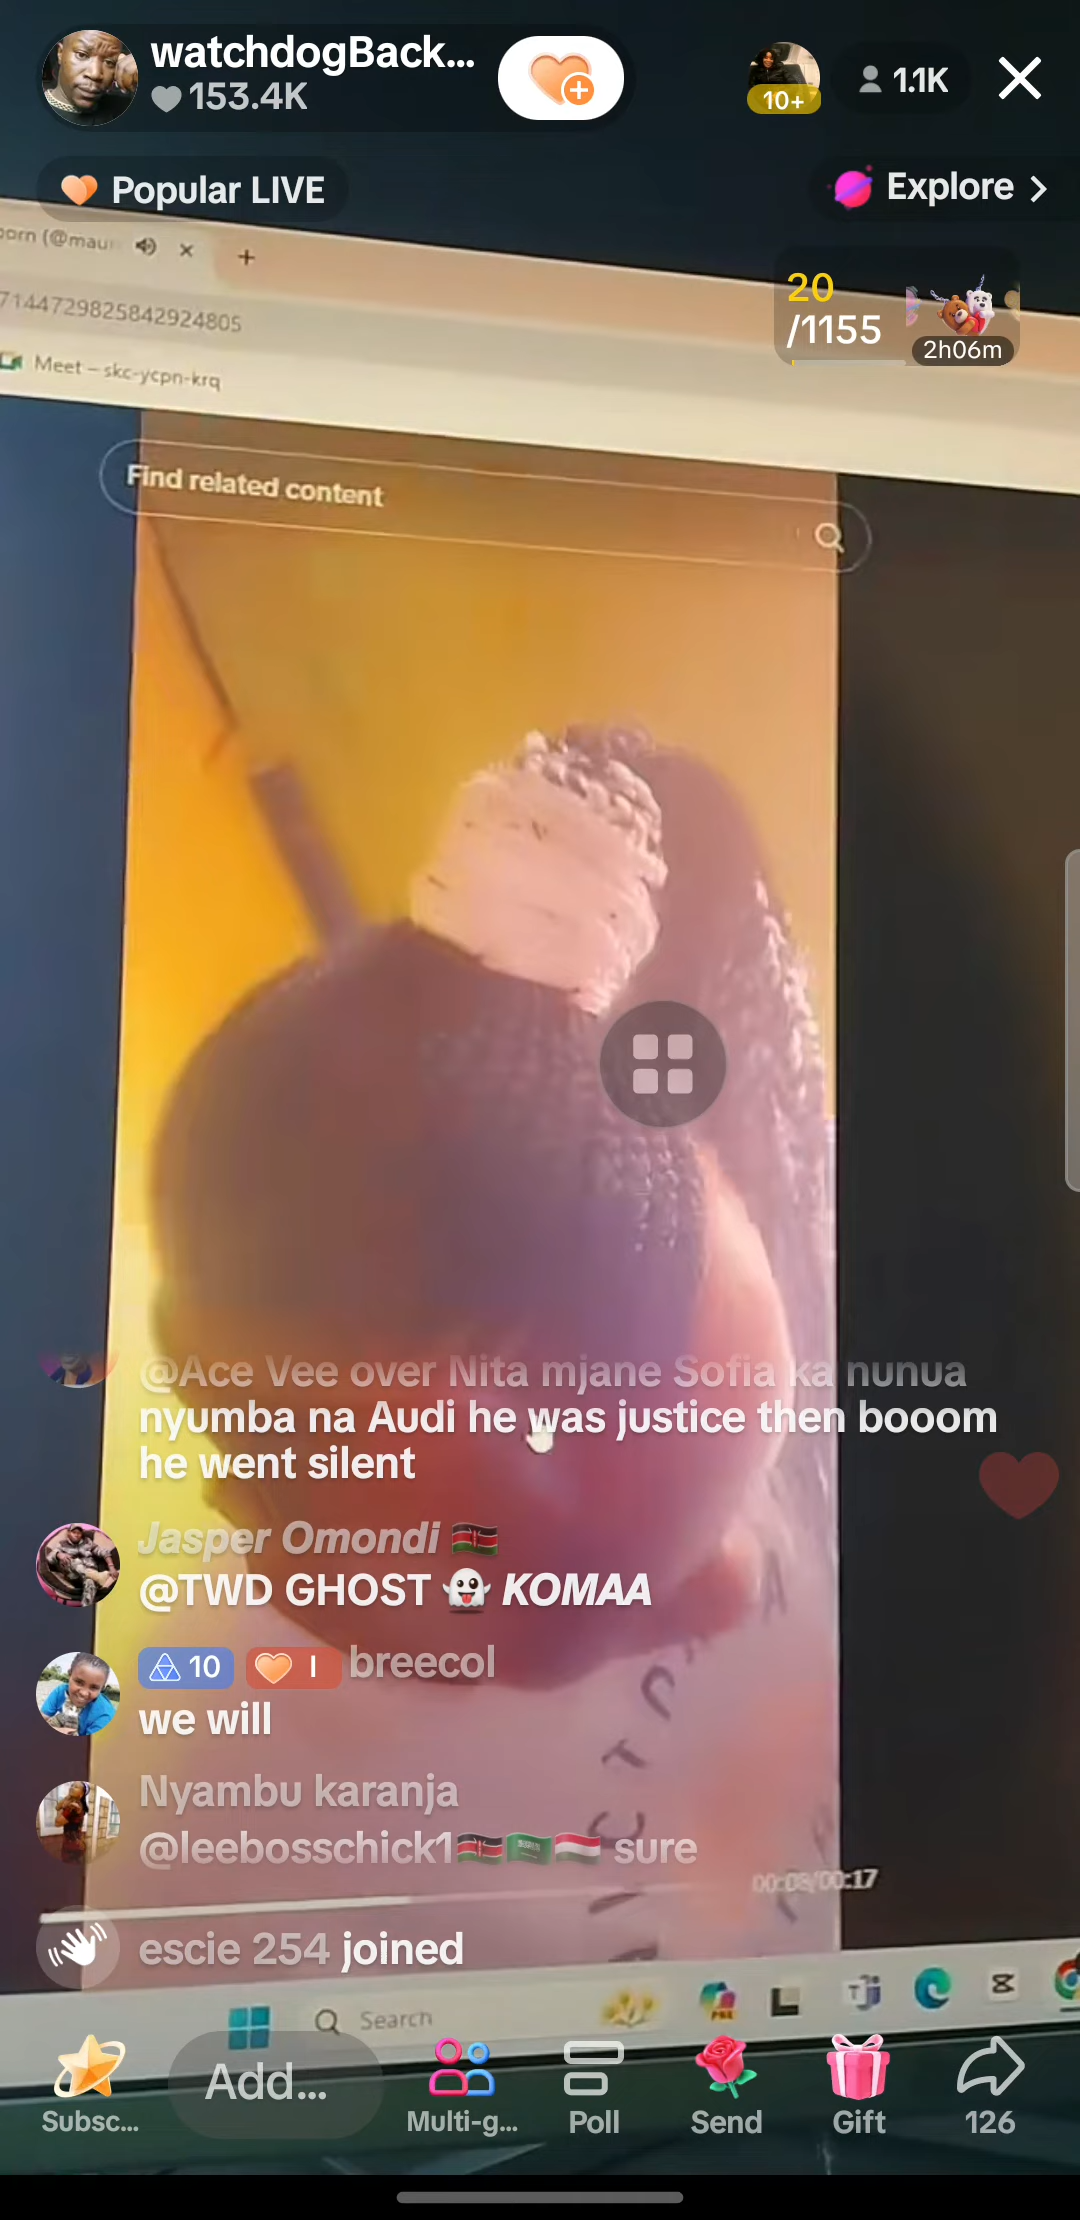 watchdogBack...
153.4K
10+
1.1K
Popular LIVE
Explore
20
/1155
2h06m
7144729825842924805
Meet – skc-ycpn-krq
Find related content
@Ace Vee over Nita mjane Sofia ka nunua
nyumba na Audi he was justice then booom
he went silent
Jasper Omondi
@TWD GHOST KOMAA
10 I breecol
we will
Nyambu karanja
@leebosschick1 sure
00:08/00:17
escie 254 joined
Search
Add...
Subsc...
Multi-g...
Poll
Send
Gift
126